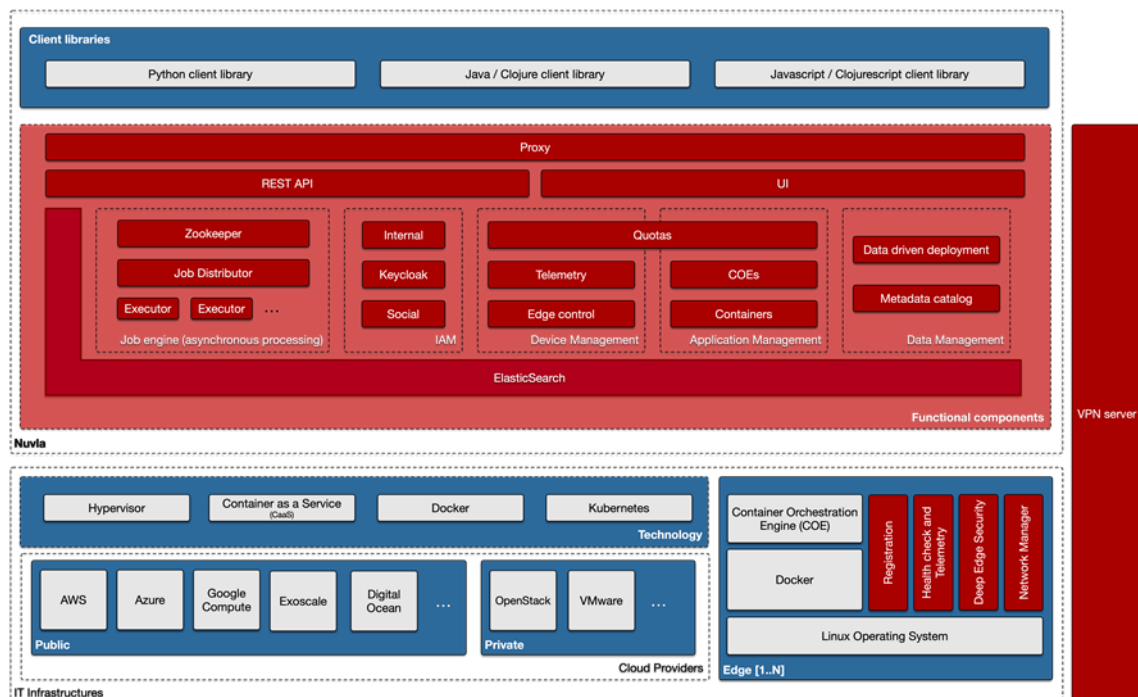 Client libraries
Python client library
Java / Clojure client library
Javascript / Clojurescript client library
Proxy
REST API
UI
Zookeeper
Job Distributor
Executor
Executor
...
Job engine (asynchronous processing)
Internal
Keycloak
Social
IAM
Quotas
Telemetry
Edge control
Device Management
COEs
Containers
Application Management
Data driven deployment
Metadata catalog
Data Management
ElasticSearch
Functional components
Nuvla
VPN server
Hypervisor
Container as a Service
(CaaS)
Docker
Kubernetes
Technology
AWS
Azure
Google
Compute
Exoscale
Digital
Ocean
...
Public
OpenStack
VMware
...
Private
Cloud Providers
IT Infrastructures
Container Orchestration
Engine (COE)
Docker
Registration
Health check and
Telemetry
Deep Edge Security
Network Manager
Linux Operating System
Edge [1..N]